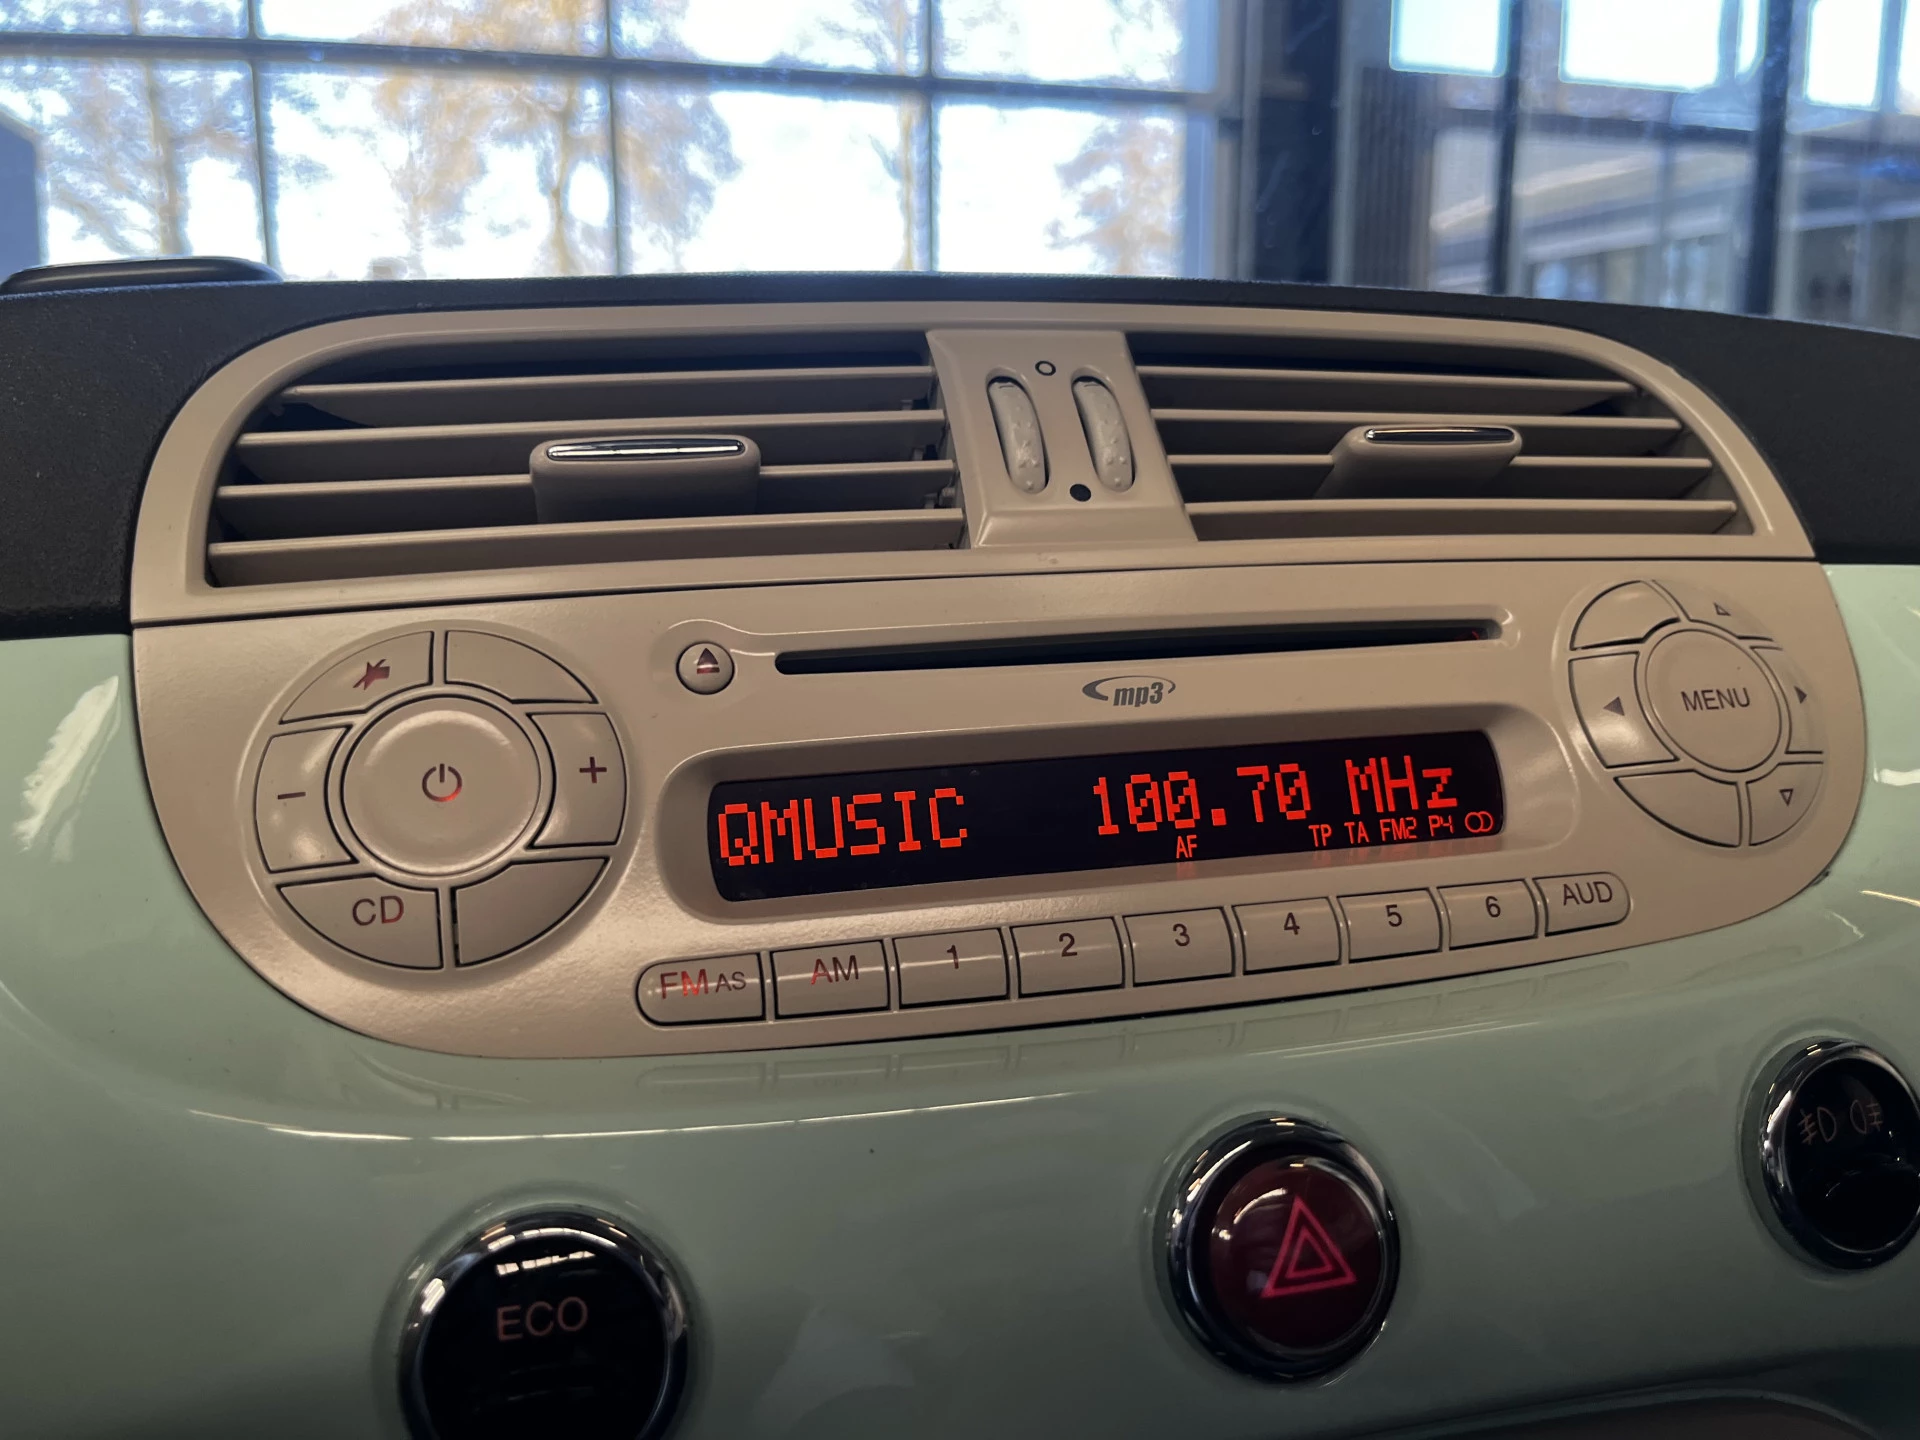 mp3
MENU
QMUSIC 100.70 MHz
AF TP TA FM2 P4
CD
FM AS AM 1 2 3 4 5 6 AUD
ECO